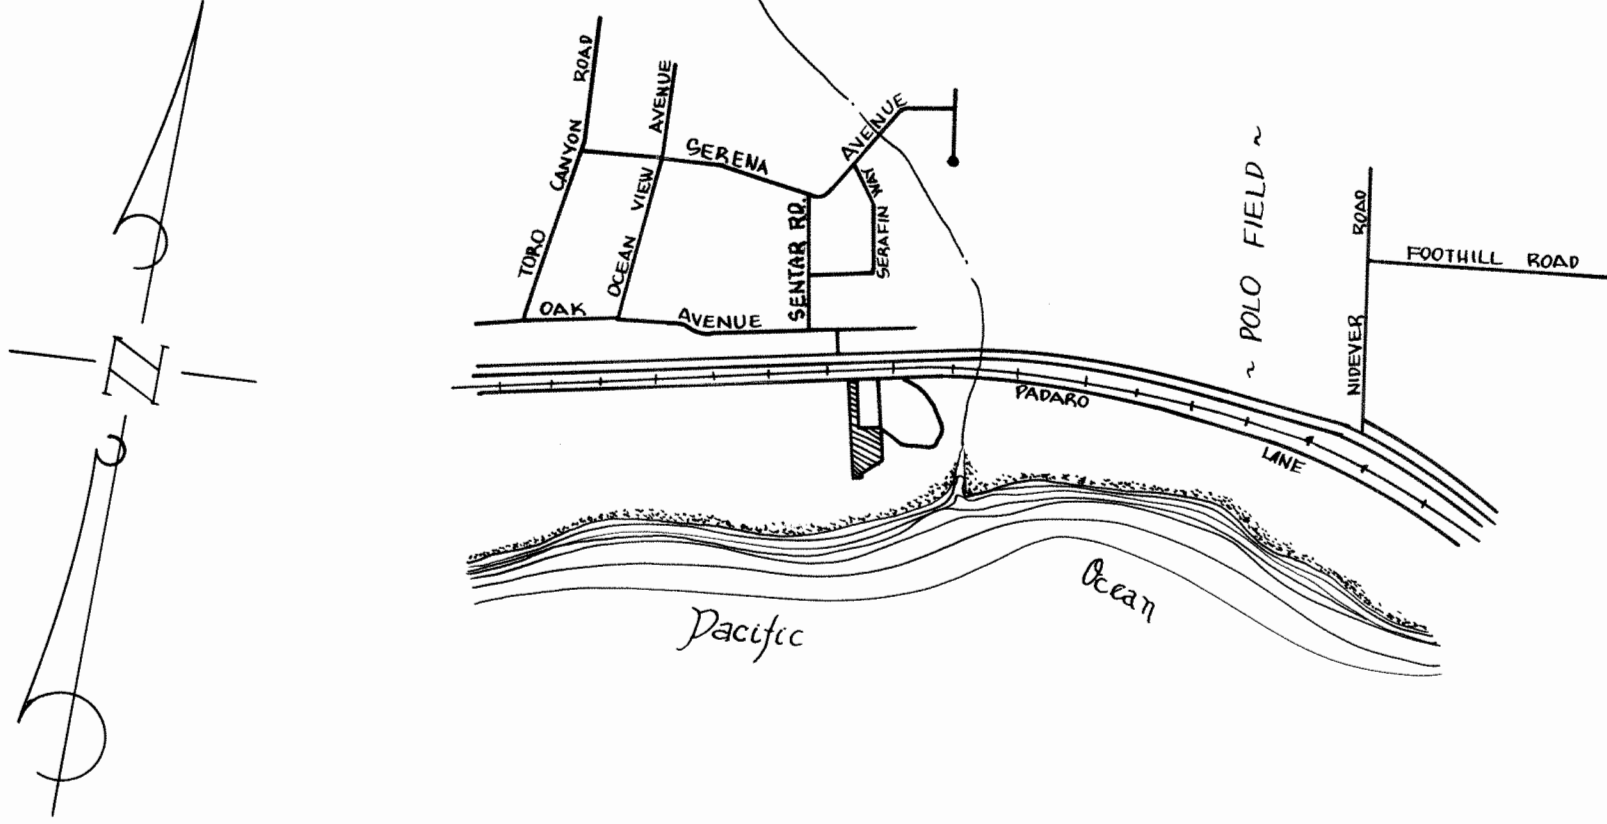 TORO CANYON ROAD
OCEAN VIEW AVENUE
SERENA AVENUE
SENTAR RD.
SERAFIN WAY
OAK AVENUE
~ POLO FIELD ~
NIDEVER ROAD
FOOTHILL ROAD
N
PADARO LANE
Pacific Ocean